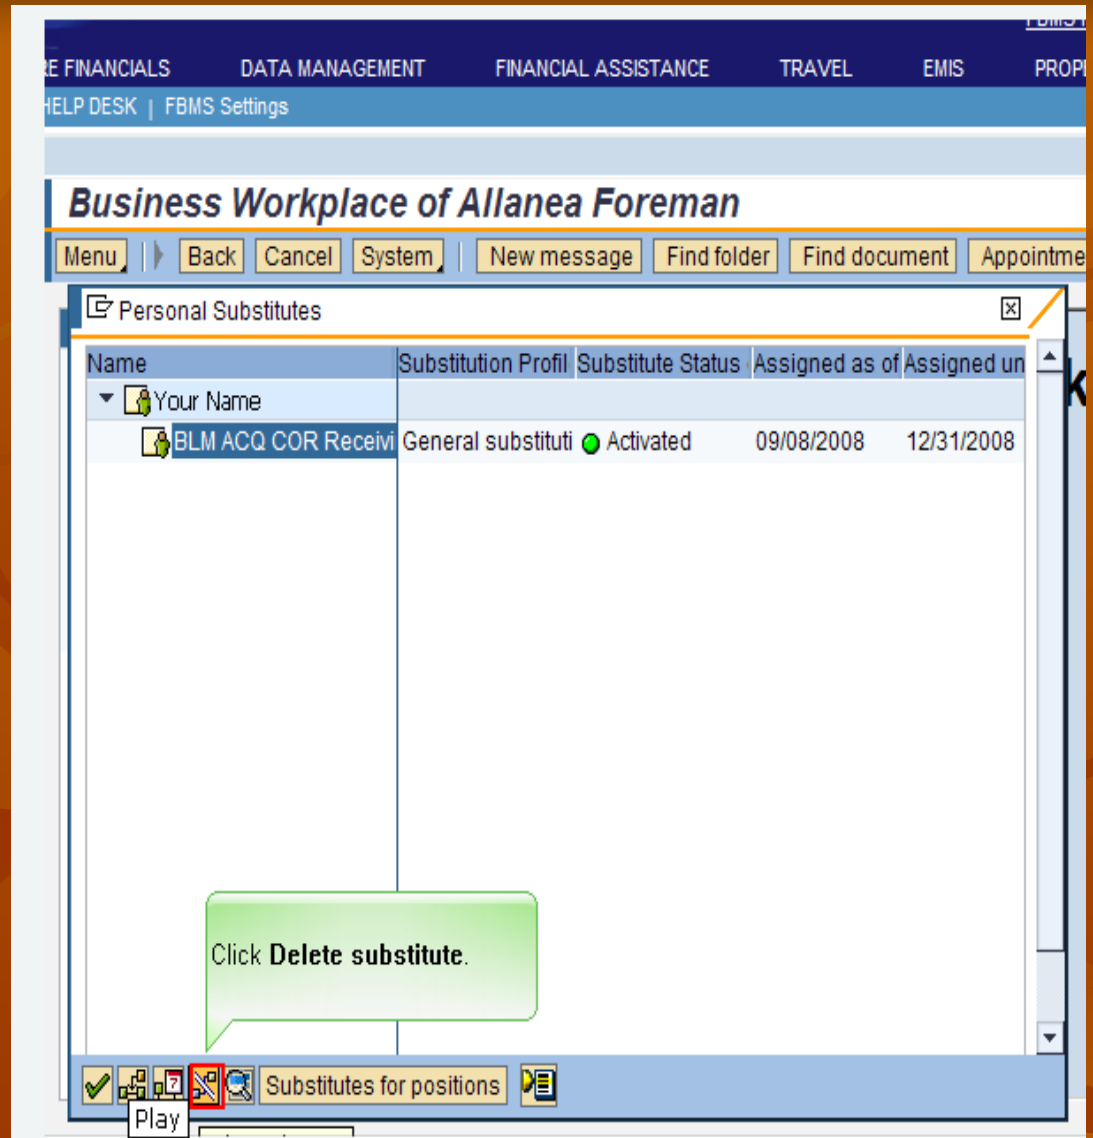 RE FINANCIALS DATA MANAGEMENT FINANCIAL ASSISTANCE TRAVEL EMIS PROP
HELP DESK | FBMS Settings
Business Workplace of Allanea Foreman
Menu Back Cancel System New message Find folder Find document Appointme
Personal Substitutes
Name Substitution Profil Substitute Status Assigned as of Assigned un
Your Name
BLM ACQ COR Receivi General substituti Activated 09/08/2008 12/31/2008
Click Delete substitute.
Substitutes for positions
Play